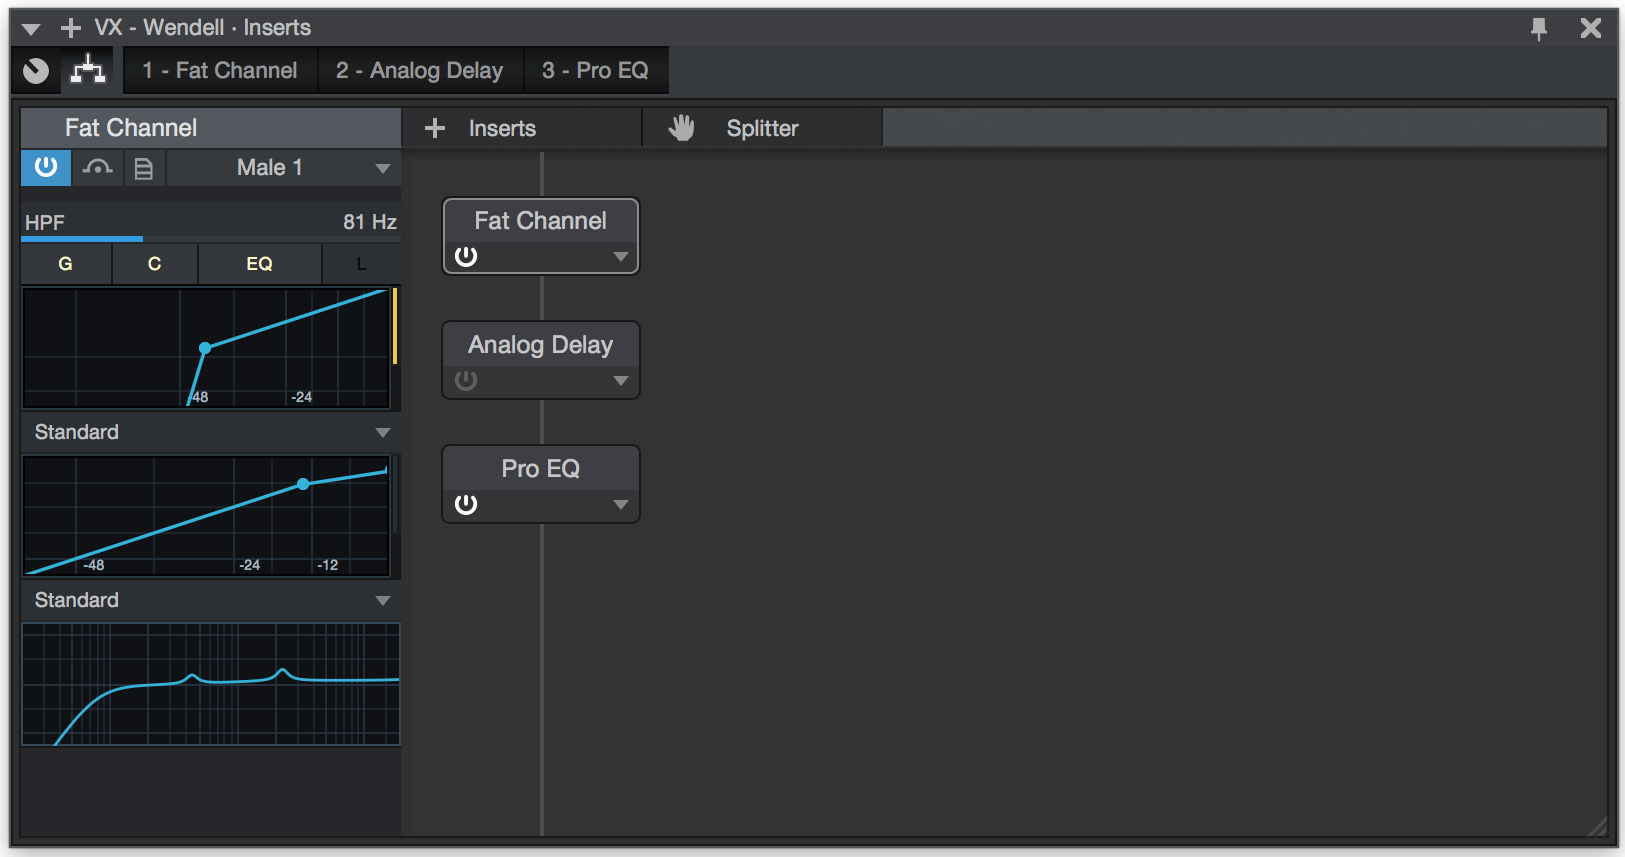 VX - Wendell · Inserts
1 - Fat Channel
2 - Analog Delay
3 - Pro EQ
Fat Channel
Inserts
Splitter
Male 1
HPF 81 Hz
G C EQ L
-48 -24
Standard
-48 -24 -12
Standard
Fat Channel
Analog Delay
Pro EQ